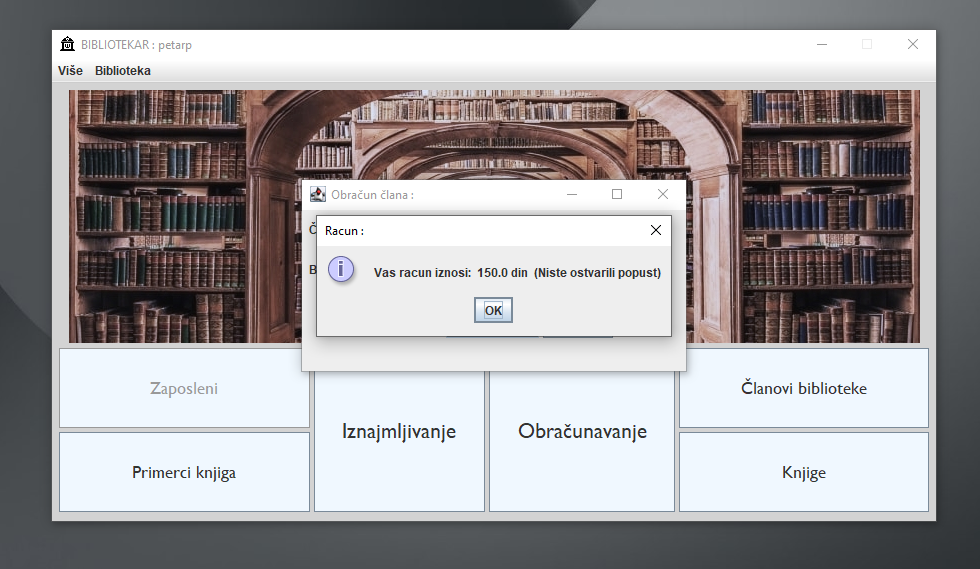 BIBLIOTEKAR : petarp
Više Biblioteka
Obračun člana :
Č
Racun :
B
Vas racun iznosi: 150.0 din (Niste ostvarili popust)
OK
Zaposleni
Iznajmljivanje
Obračunavanje
Članovi biblioteke
Primerci knjiga
Knjige